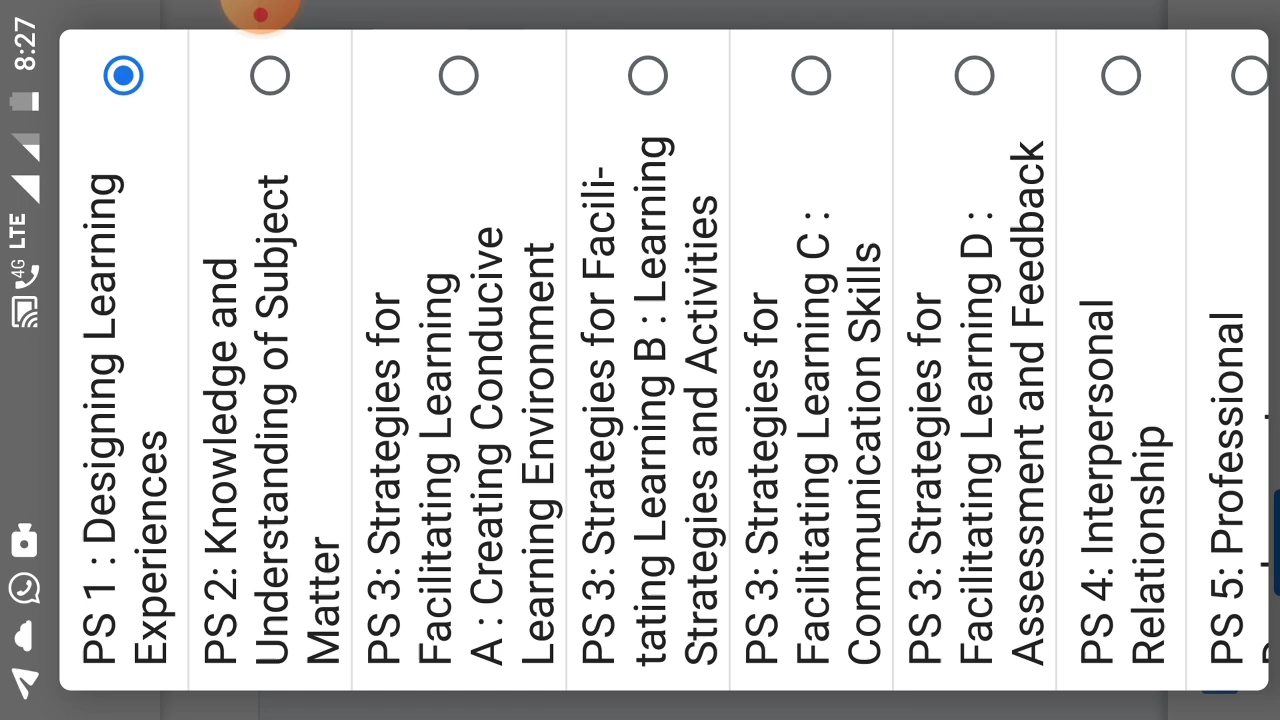 8:27
4G LTE
PS 1 : Designing Learning
Experiences
PS 2: Knowledge and
Understanding of Subject
Matter
PS 3: Strategies for
Facilitating Learning
A : Creating Conducive
Learning Environment
PS 3: Strategies for Facili-
tating Learning B : Learning
Strategies and Activities
PS 3: Strategies for
Facilitating Learning C :
Communication Skills
PS 3: Strategies for
Facilitating Learning D :
Assessment and Feedback
PS 4: Interpersonal
Relationship
PS 5: Professional